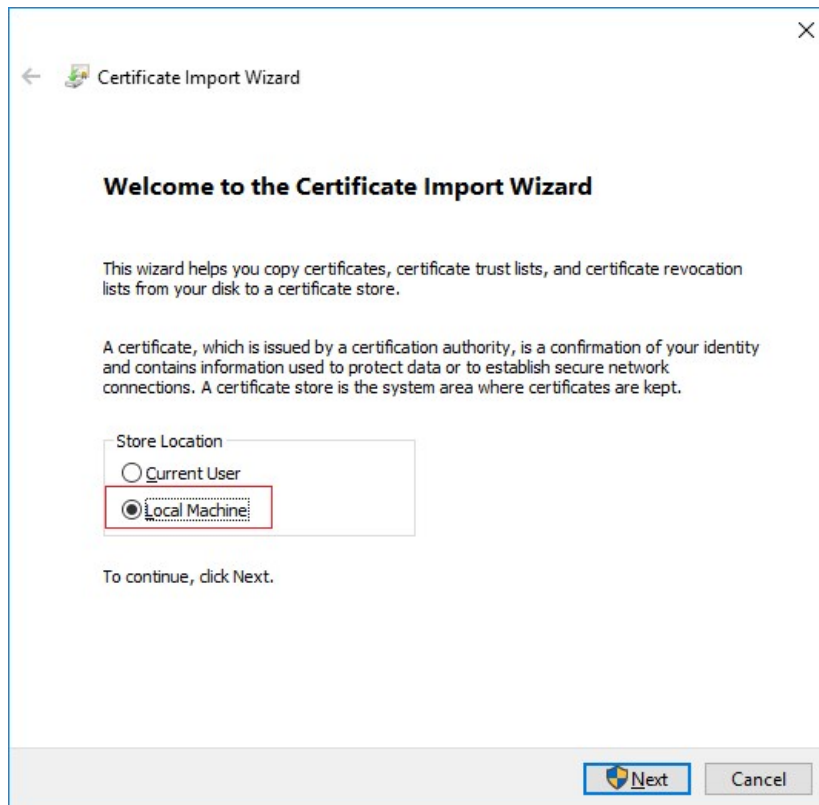 Certificate Import Wizard
Welcome to the Certificate Import Wizard
This wizard helps you copy certificates, certificate trust lists, and certificate revocation
lists from your disk to a certificate store.
A certificate, which is issued by a certification authority, is a confirmation of your identity
and contains information used to protect data or to establish secure network
connections. A certificate store is the system area where certificates are kept.
Store Location
Current User
Local Machine
To continue, click Next.
Next
Cancel